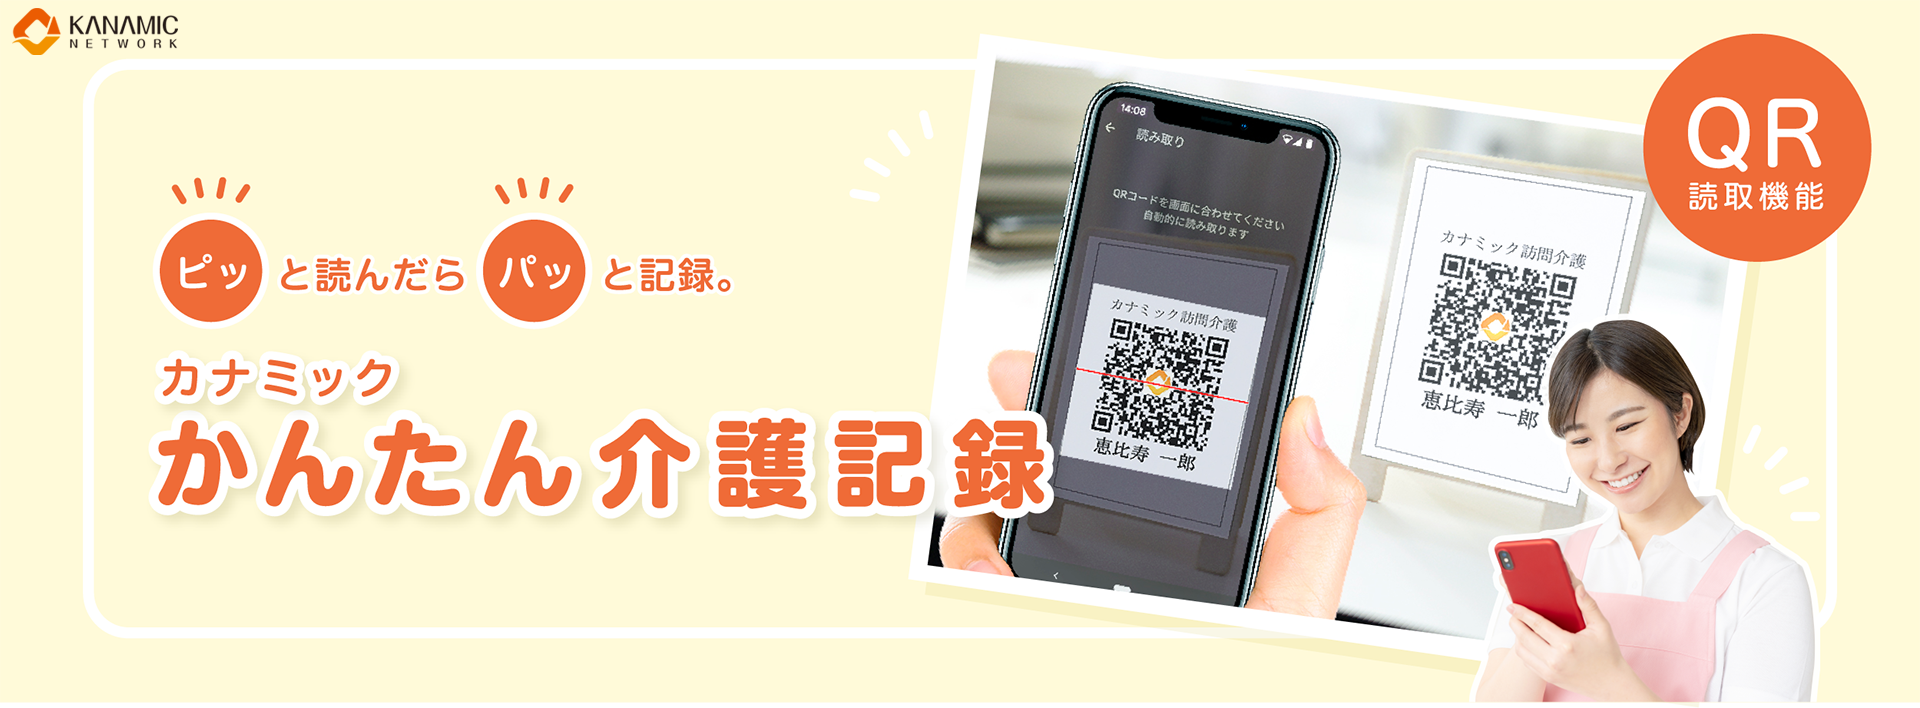 KANAMIC
NETWORK
ピッと読んだらパッと記録。
カナミック
かんたん介護記録
14:08
読み取り
QRコードを画面に合わせてください
自動的に読み取ります
カナミック訪問介護
恵比寿 一郎
カナミック訪問介護
恵比寿 一郎
QR
読取機能